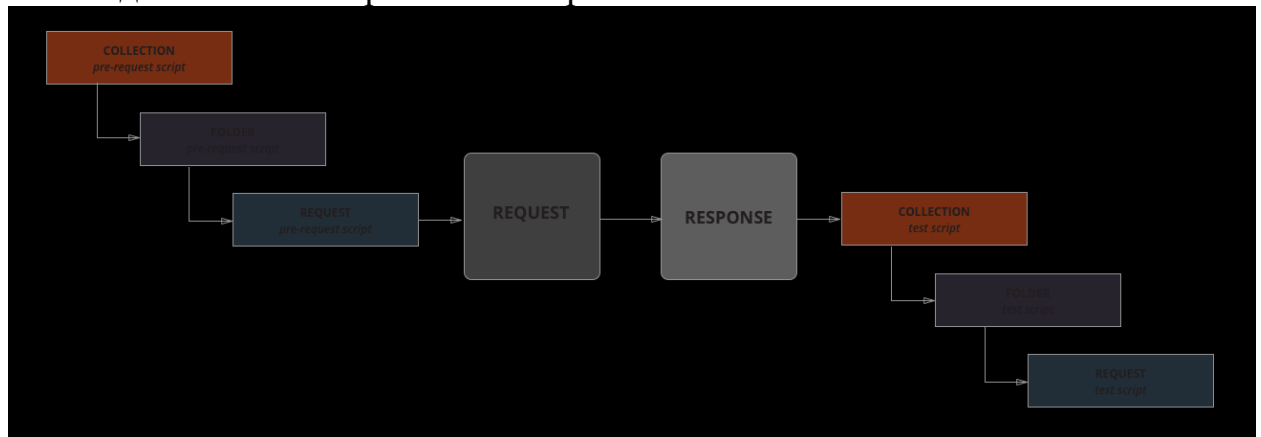 COLLECTION
pre-request script
FOLDER
pre-request script
REQUEST
pre-request script
REQUEST
RESPONSE
COLLECTION
test script
FOLDER
test script
REQUEST
test script